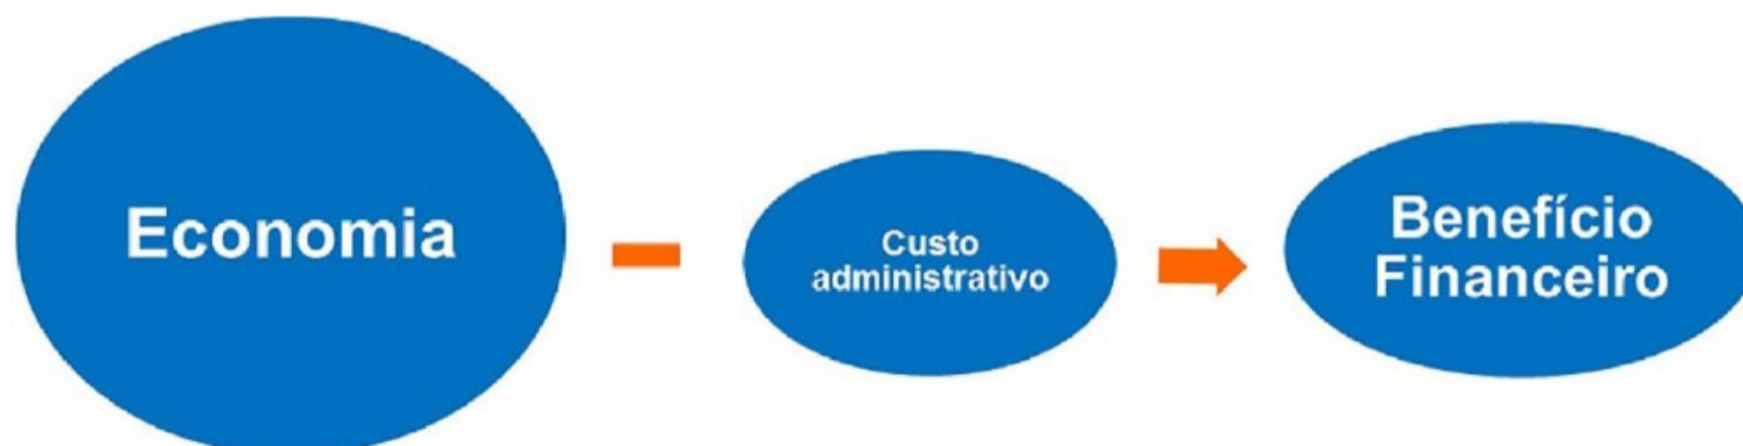 Economia
Custo
administrativo
Benefício
Financeiro